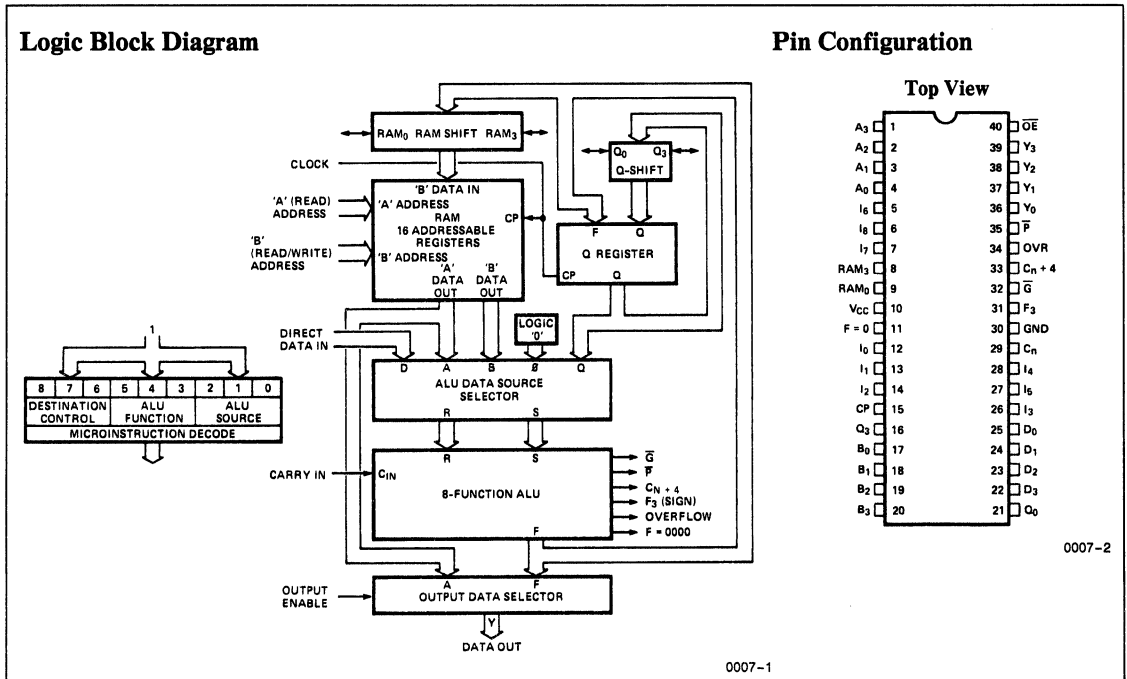 Logic Block Diagram
RAM₀ RAM SHIFT RAM₃
CLOCK
Q₀ Q₃
Q-SHIFT
'B' DATA IN
'A' (READ)
ADDRESS
'A' ADDRESS
RAM
16 ADDRESSABLE
REGISTERS
CP
'B'
(READ/WRITE)
ADDRESS
'B' ADDRESS
'A'
DATA
OUT
'B'
DATA
OUT
F Q
Q REGISTER
CP Q
DIRECT
DATA IN
LOGIC
'0'
D A B Ø Q
ALU DATA SOURCE
SELECTOR
R S
1
8 7 6 5 4 3 2 1 0
DESTINATION
CONTROL
ALU
FUNCTION
ALU
SOURCE
MICROINSTRUCTION DECODE
R S
CARRY IN
C_IN
8-FUNCTION ALU
G̅
P̅
C_N + 4
F₃ (SIGN)
OVERFLOW
F = 0000
F
A F
OUTPUT
ENABLE
OUTPUT DATA SELECTOR
Y
DATA OUT
0007-1
Pin Configuration
Top View
A₃ 1 40 O̅E̅
A₂ 2 39 Y₃
A₁ 3 38 Y₂
A₀ 4 37 Y₁
I₆ 5 36 Y₀
I₈ 6 35 P̅
I₇ 7 34 OVR
RAM₃ 8 33 Cₙ + 4
RAM₀ 9 32 G̅
V_CC 10 31 F₃
F = 0 11 30 GND
I₀ 12 29 Cₙ
I₁ 13 28 I₄
I₂ 14 27 I₅
CP 15 26 I₃
Q₃ 16 25 D₀
B₀ 17 24 D₁
B₁ 18 23 D₂
B₂ 19 22 D₃
B₃ 20 21 Q₀
0007-2